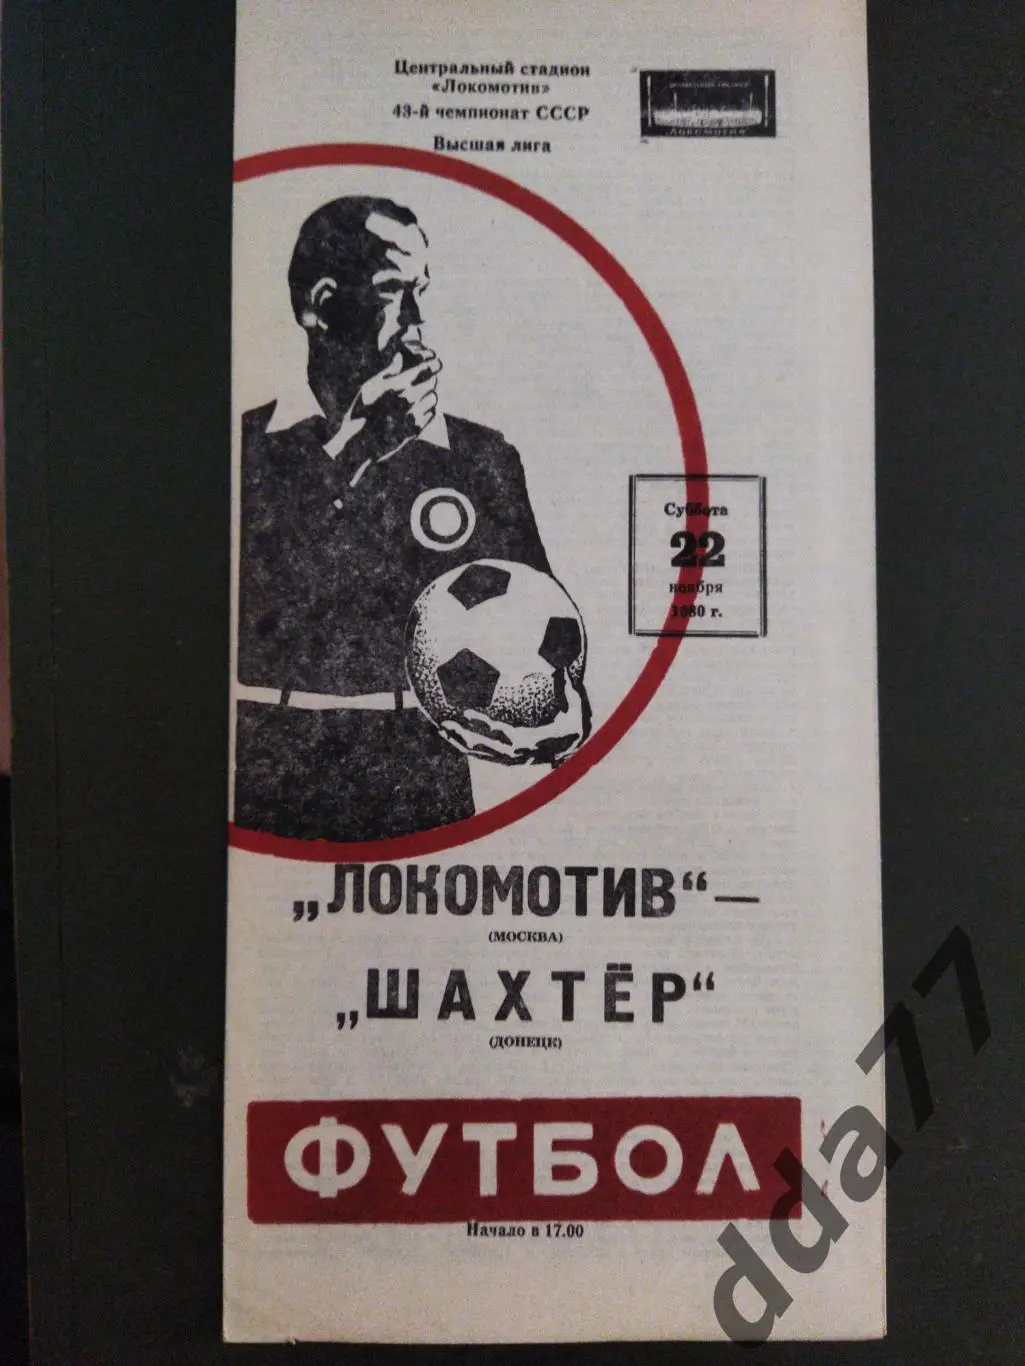 Центральный стадион
«Локомотив»
43-й чемпионат СССР
Высшая лига
ЛОКОМОТИВ
Суббота
22
ноября
1980 г.
„ЛОКОМОТИВ“ —
(МОСКВА)
„ШАХТЁР“
(ДОНЕЦК)
ФУТБОЛ
Начало в 17.00
dda77